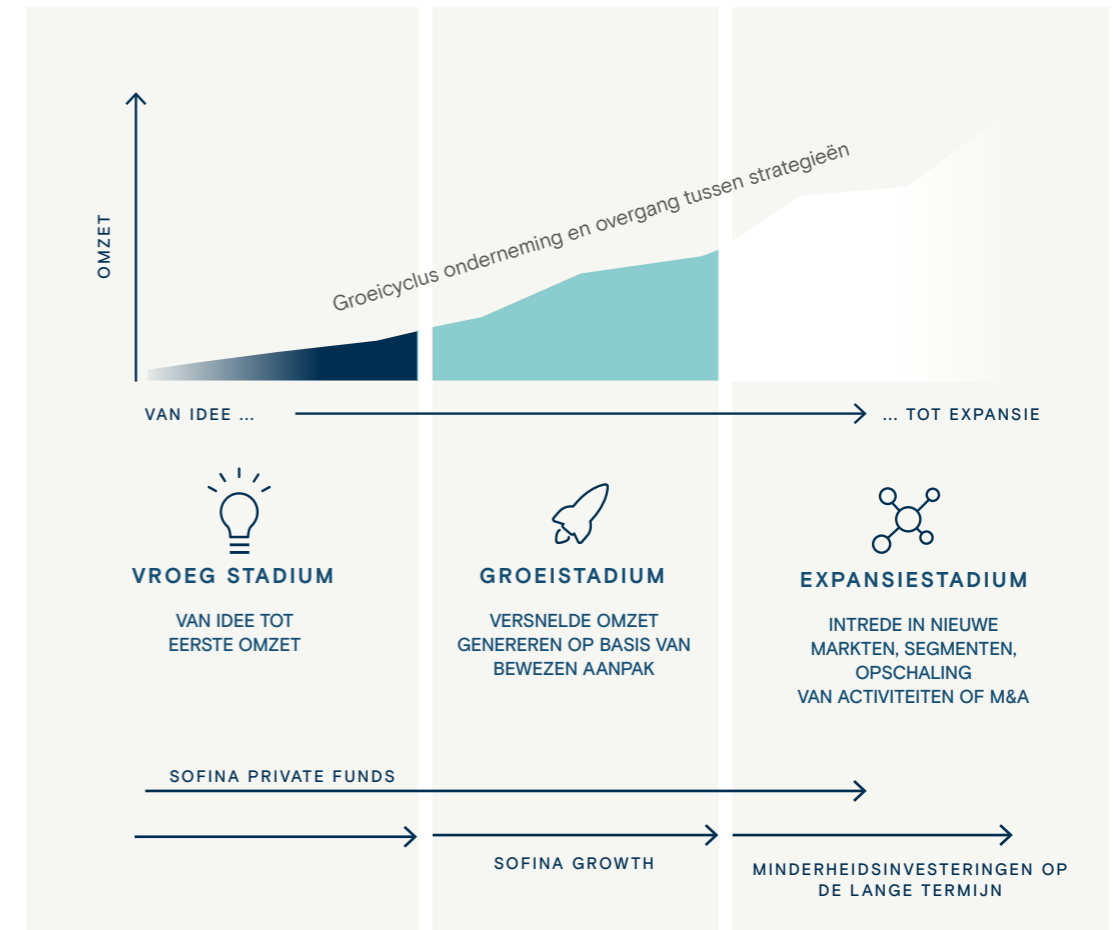 OMZET
Groeicyclus onderneming en overgang tussen strategieën
VAN IDEE ...
... TOT EXPANSIE
VROEG STADIUM
VAN IDEE TOT
EERSTE OMZET
GROEISTADIUM
VERSNELDE OMZET
GENEREREN OP BASIS VAN
BEWEZEN AANPAK
EXPANSIESTADIUM
INTREDE IN NIEUWE
MARKTEN, SEGMENTEN,
OPSCHALING
VAN ACTIVITEITEN OF M&A
SOFINA PRIVATE FUNDS
SOFINA GROWTH
MINDERHEIDSINVESTERINGEN OP
DE LANGE TERMIJN